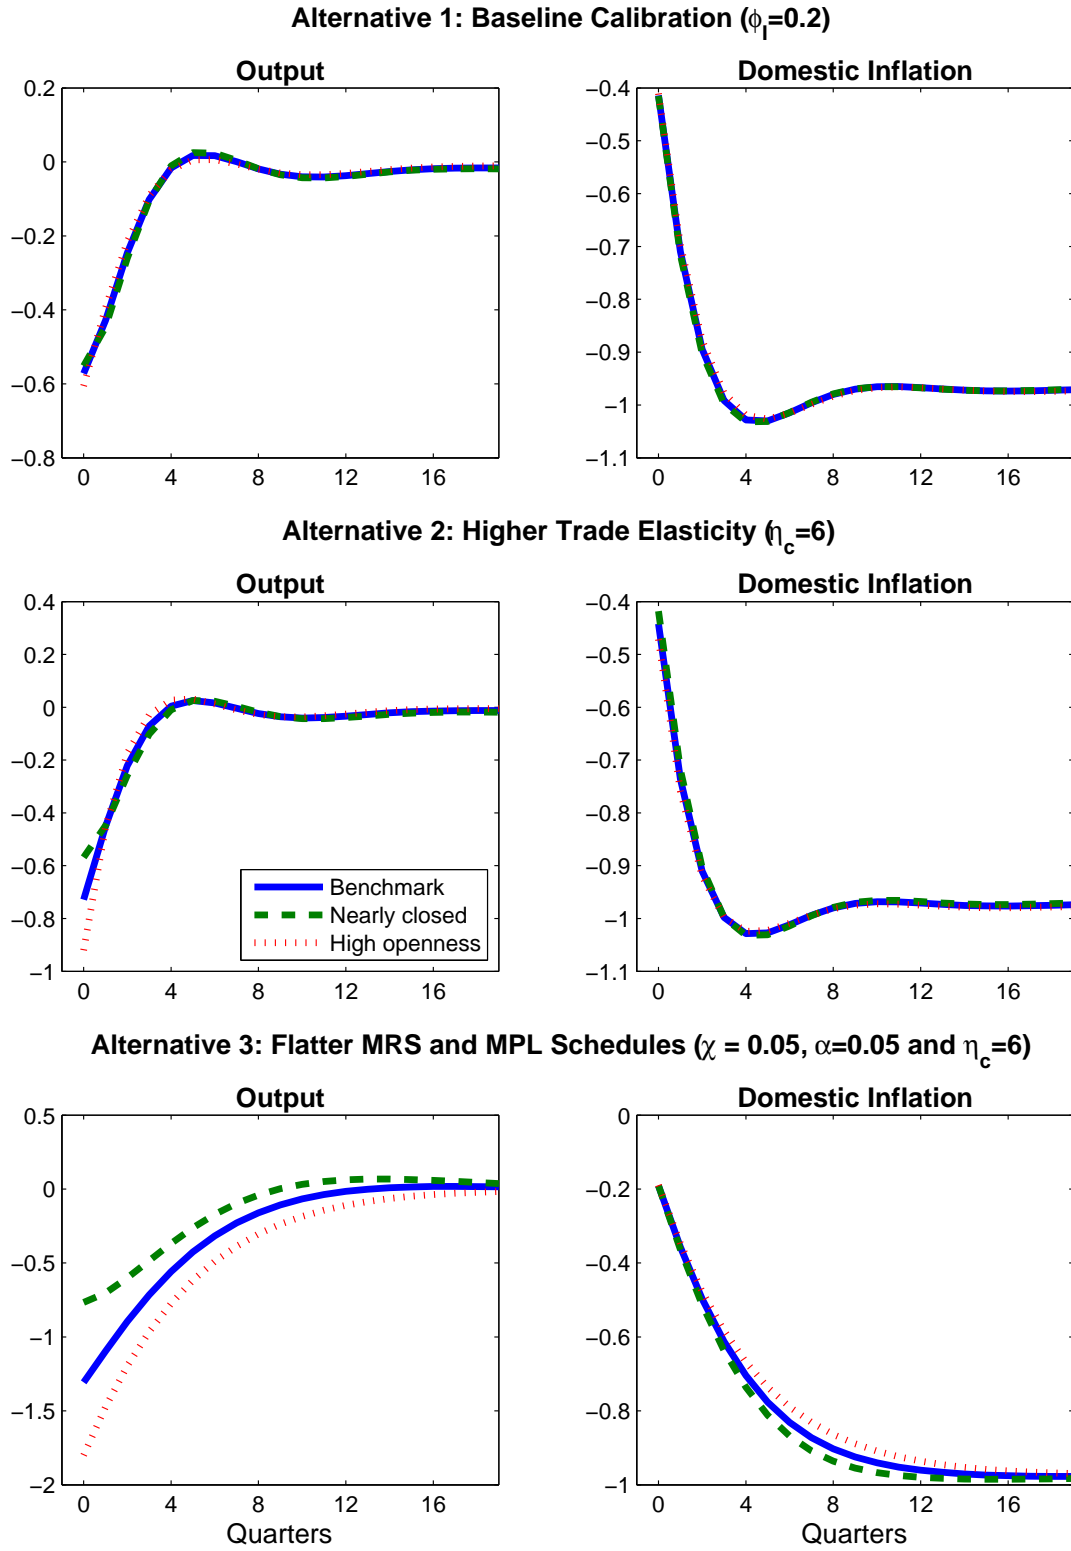 Alternative 1: Baseline Calibration (ϕI=0.2)
Output
Domestic Inflation
0.2
0
−0.2
−0.4
−0.6
−0.8
0 4 8 12 16
−0.4
−0.5
−0.6
−0.7
−0.8
−0.9
−1
−1.1
0 4 8 12 16
Alternative 2: Higher Trade Elasticity (ηc=6)
Output
Domestic Inflation
0.4
0.2
0
−0.2
−0.4
−0.6
−0.8
−1
0 4 8 12 16
Benchmark
Nearly closed
High openness
−0.4
−0.5
−0.6
−0.7
−0.8
−0.9
−1
−1.1
0 4 8 12 16
Alternative 3: Flatter MRS and MPL Schedules (χ = 0.05, α=0.05 and ηc=6)
Output
Domestic Inflation
0.5
0
−0.5
−1
−1.5
−2
0 4 8 12 16
Quarters
0
−0.2
−0.4
−0.6
−0.8
−1
0 4 8 12 16
Quarters